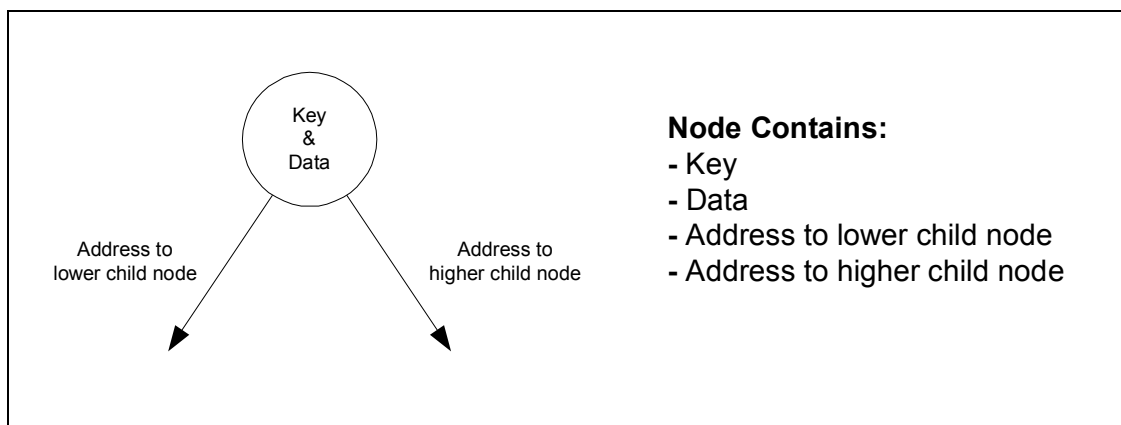 Key
&
Data
Address to
lower child node
Address to
higher child node
Node Contains:
- Key
- Data
- Address to lower child node
- Address to higher child node